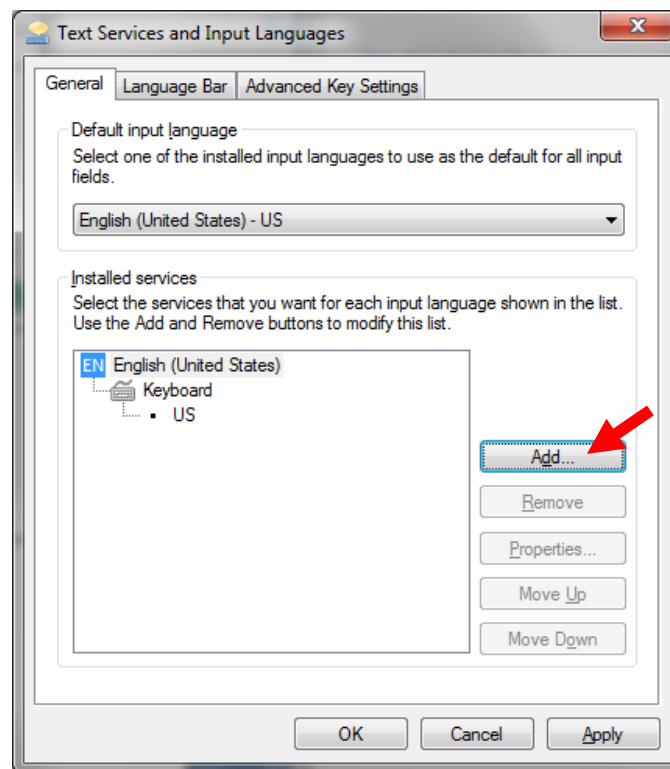 Text Services and Input Languages
General Language Bar Advanced Key Settings
Default input language
Select one of the installed input languages to use as the default for all input
fields.
English (United States) - US
Installed services
Select the services that you want for each input language shown in the list.
Use the Add and Remove buttons to modify this list.
EN English (United States)
Keyboard
US
Add...
Remove
Properties...
Move Up
Move Down
OK Cancel Apply